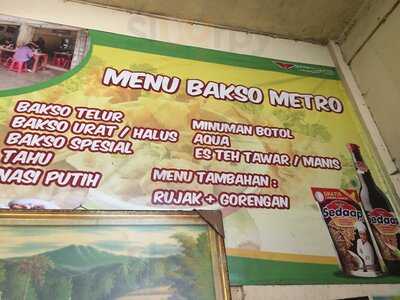 MENU BAKSO METRO
BAKSO TELUR
BAKSO URAT / HALUS
BAKSO SPESIAL
TAHU
NASI PUTIH
MINUMAN BOTOL
AQUA
ES TEH TAWAR / MANIS
MENU TAMBAHAN :
RUJAK + GORENGAN
GRATIS
Sedaap
Sedaap